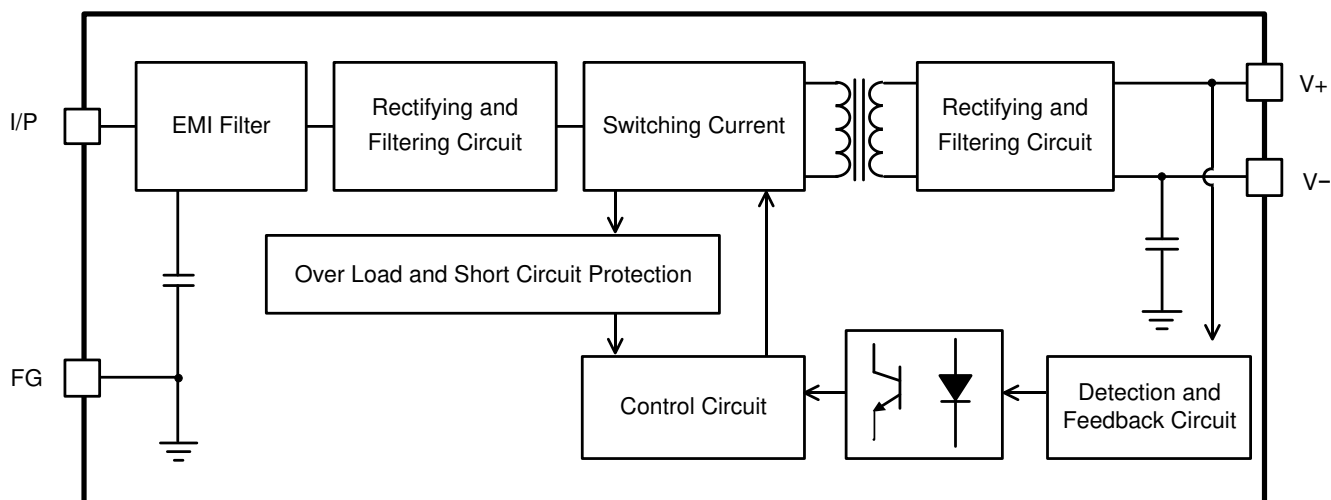 I/P
EMI Filter
Rectifying and
Filtering Circuit
Switching Current
Rectifying and
Filtering Circuit
V+
V−
Over Load and Short Circuit Protection
FG
Control Circuit
Detection and
Feedback Circuit